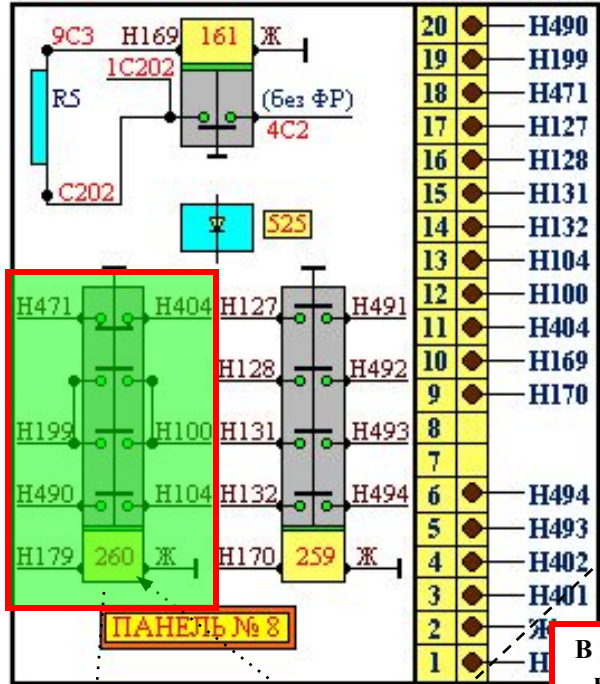 9С3 Н169 161 Ж
1С202
R5
(без ФР)
4С2
С202
525
Н471 Н404 Н127 Н491
Н128 Н492
Н199 Н100 Н131 Н493
Н490 Н104 Н132 Н494
Н179 260 Ж Н170 259 Ж
ПАНЕЛЬ № 8
20 Н490
19 Н199
18 Н471
17 Н127
16 Н128
15 Н131
14 Н132
13 Н104
12 Н100
11 Н404
10 Н169
9 Н170
8
7
6 Н494
5 Н493
4 Н402
3 Н401
2 Ж
1 Н
В